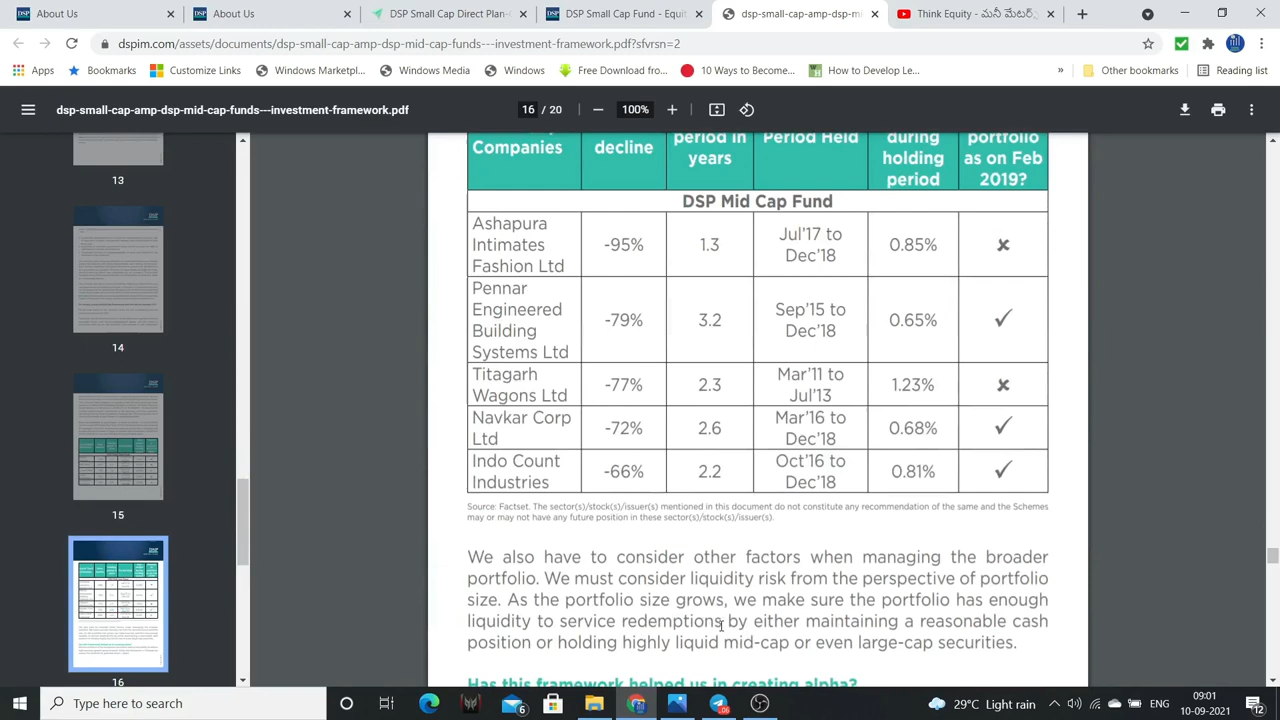 DSP About Us
DSP About Us
DSP Small Cap Direct Plan-
DSP Small Cap Fund - Equi
dsp-small-cap-amp-dsp-mi
Think Equity - మనీ మేటర్స్
dspim.com/assets/documents/dsp-small-cap-amp-dsp-mid-cap-funds---investment-framework.pdf?sfvrsn=2
Apps
Bookmarks
Customize Links
Windows Marketpl...
Windows Media
Windows
Free Download fro...
10 Ways to Become...
How to Develop Le...
»
Other bookmarks
Reading list
dsp-small-cap-amp-dsp-mid-cap-funds---investment-framework.pdf
16 / 20
100%
13
14
15
16
Companies
decline
period in
years
Period Held
during
holding
period
portfolio
as on Feb
2019?
DSP Mid Cap Fund
Ashapura
Intimates
Fashion Ltd
-95%
1.3
Jul'17 to
Dec'18
0.85%
✘
Pennar
Engineered
Building
Systems Ltd
-79%
3.2
Sep'15 to
Dec'18
0.65%
✓
Titagarh
Wagons Ltd
-77%
2.3
Mar'11 to
Jul'13
1.23%
✘
Navkar Corp
Ltd
-72%
2.6
Mar'16 to
Dec'18
0.68%
✓
Indo Count
Industries
-66%
2.2
Oct'16 to
Dec'18
0.81%
✓
Source: Factset. The sector(s)/stock(s)/issuer(s) mentioned in this document do not constitute any recommendation of the same and the Schemes
may or may not have any future position in these sector(s)/stock(s)/issuer(s).
We also have to consider other factors when managing the broader
portfolio. We must consider liquidity risk from the perspective of portfolio
size. As the portfolio size grows, we make sure the portfolio has enough
liquidity to service redemptions by either maintaining a reasonable cash
position or holding highly liquid mid-cap or even large-cap securities.
Has this framework helped us in creating alpha?
Type here to search
6
29°C Light rain
ENG
09:01
10-09-2021